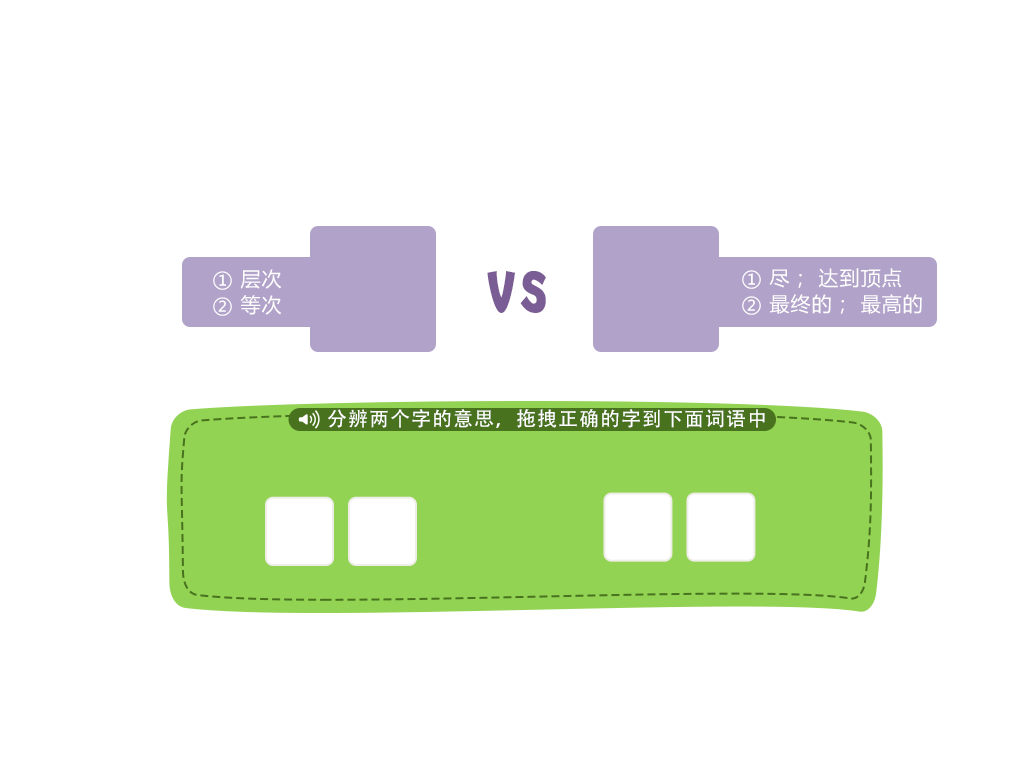 ① 层次
② 等次
VS
① 尽； 达到顶点
② 最终的； 最高的
分辨两个字的意思，拖拽正确的字到下面词语中